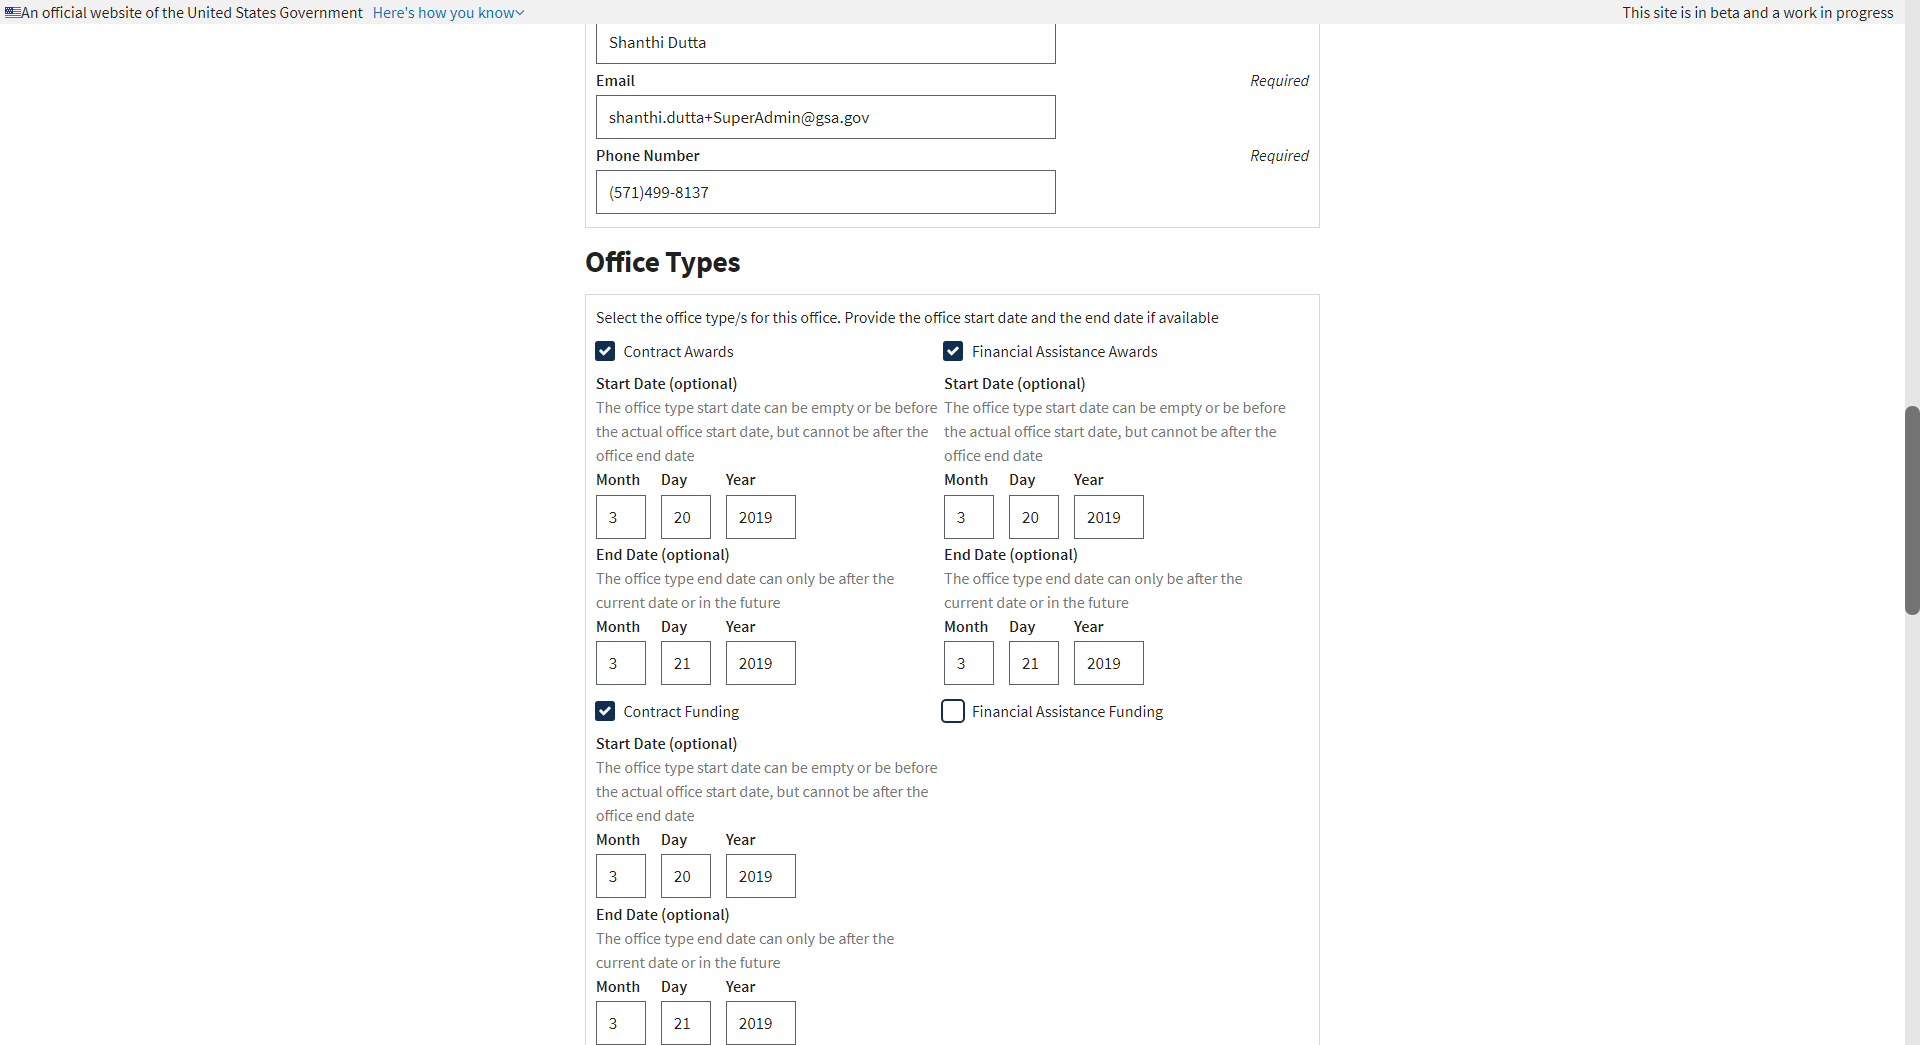 An official website of the United States Government Here's how you know
This site is in beta and a work in progress
Shanthi Dutta
Email Required
shanthi.dutta+SuperAdmin@gsa.gov
Phone Number Required
(571)499-8137
Office Types
Select the office type/s for this office. Provide the office start date and the end date if available
Contract Awards
Start Date (optional)
The office type start date can be empty or be before
the actual office start date, but cannot be after the
office end date
Month Day Year
3 20 2019
End Date (optional)
The office type end date can only be after the
current date or in the future
Month Day Year
3 21 2019
Financial Assistance Awards
Start Date (optional)
The office type start date can be empty or be before
the actual office start date, but cannot be after the
office end date
Month Day Year
3 20 2019
End Date (optional)
The office type end date can only be after the
current date or in the future
Month Day Year
3 21 2019
Contract Funding
Start Date (optional)
The office type start date can be empty or be before
the actual office start date, but cannot be after the
office end date
Month Day Year
3 20 2019
End Date (optional)
The office type end date can only be after the
current date or in the future
Month Day Year
3 21 2019
Financial Assistance Funding